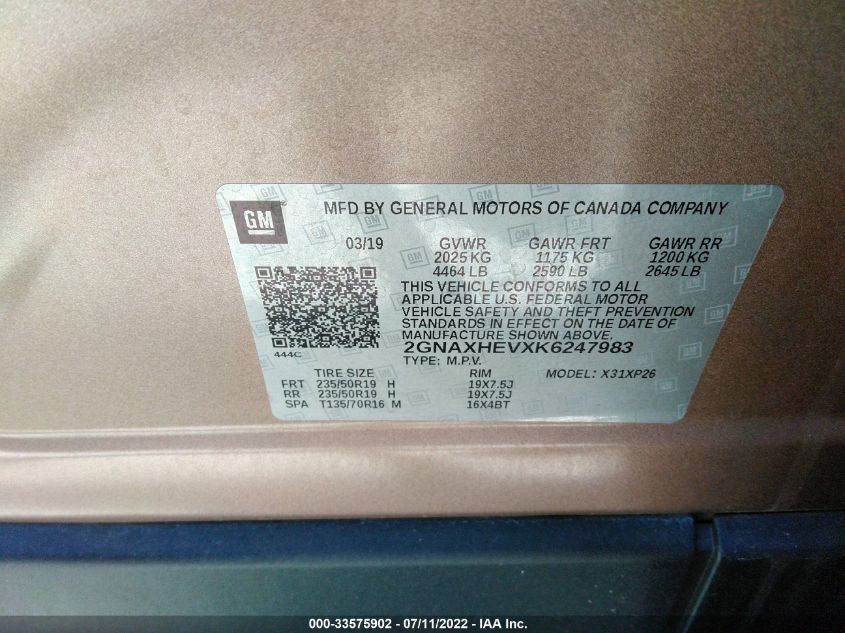 GM
MFD BY GENERAL MOTORS OF CANADA COMPANY
03/19 GVWR GAWR FRT GAWR RR
2025 KG 1175 KG 1200 KG
4464 LB 2590 LB 2645 LB
THIS VEHICLE CONFORMS TO ALL
APPLICABLE U.S. FEDERAL MOTOR
VEHICLE SAFETY AND THEFT PREVENTION
STANDARDS IN EFFECT ON THE DATE OF
MANUFACTURE SHOWN ABOVE.
444C
2GNAXHEVXK6247983
TYPE: M.P.V.
TIRE SIZE RIM MODEL: X31XP26
FRT 235/50R19 H 19X7.5J
RR 235/50R19 H 19X7.5J
SPA T135/70R16 M 16X4BT
000-33575902 - 07/11/2022 - IAA Inc.